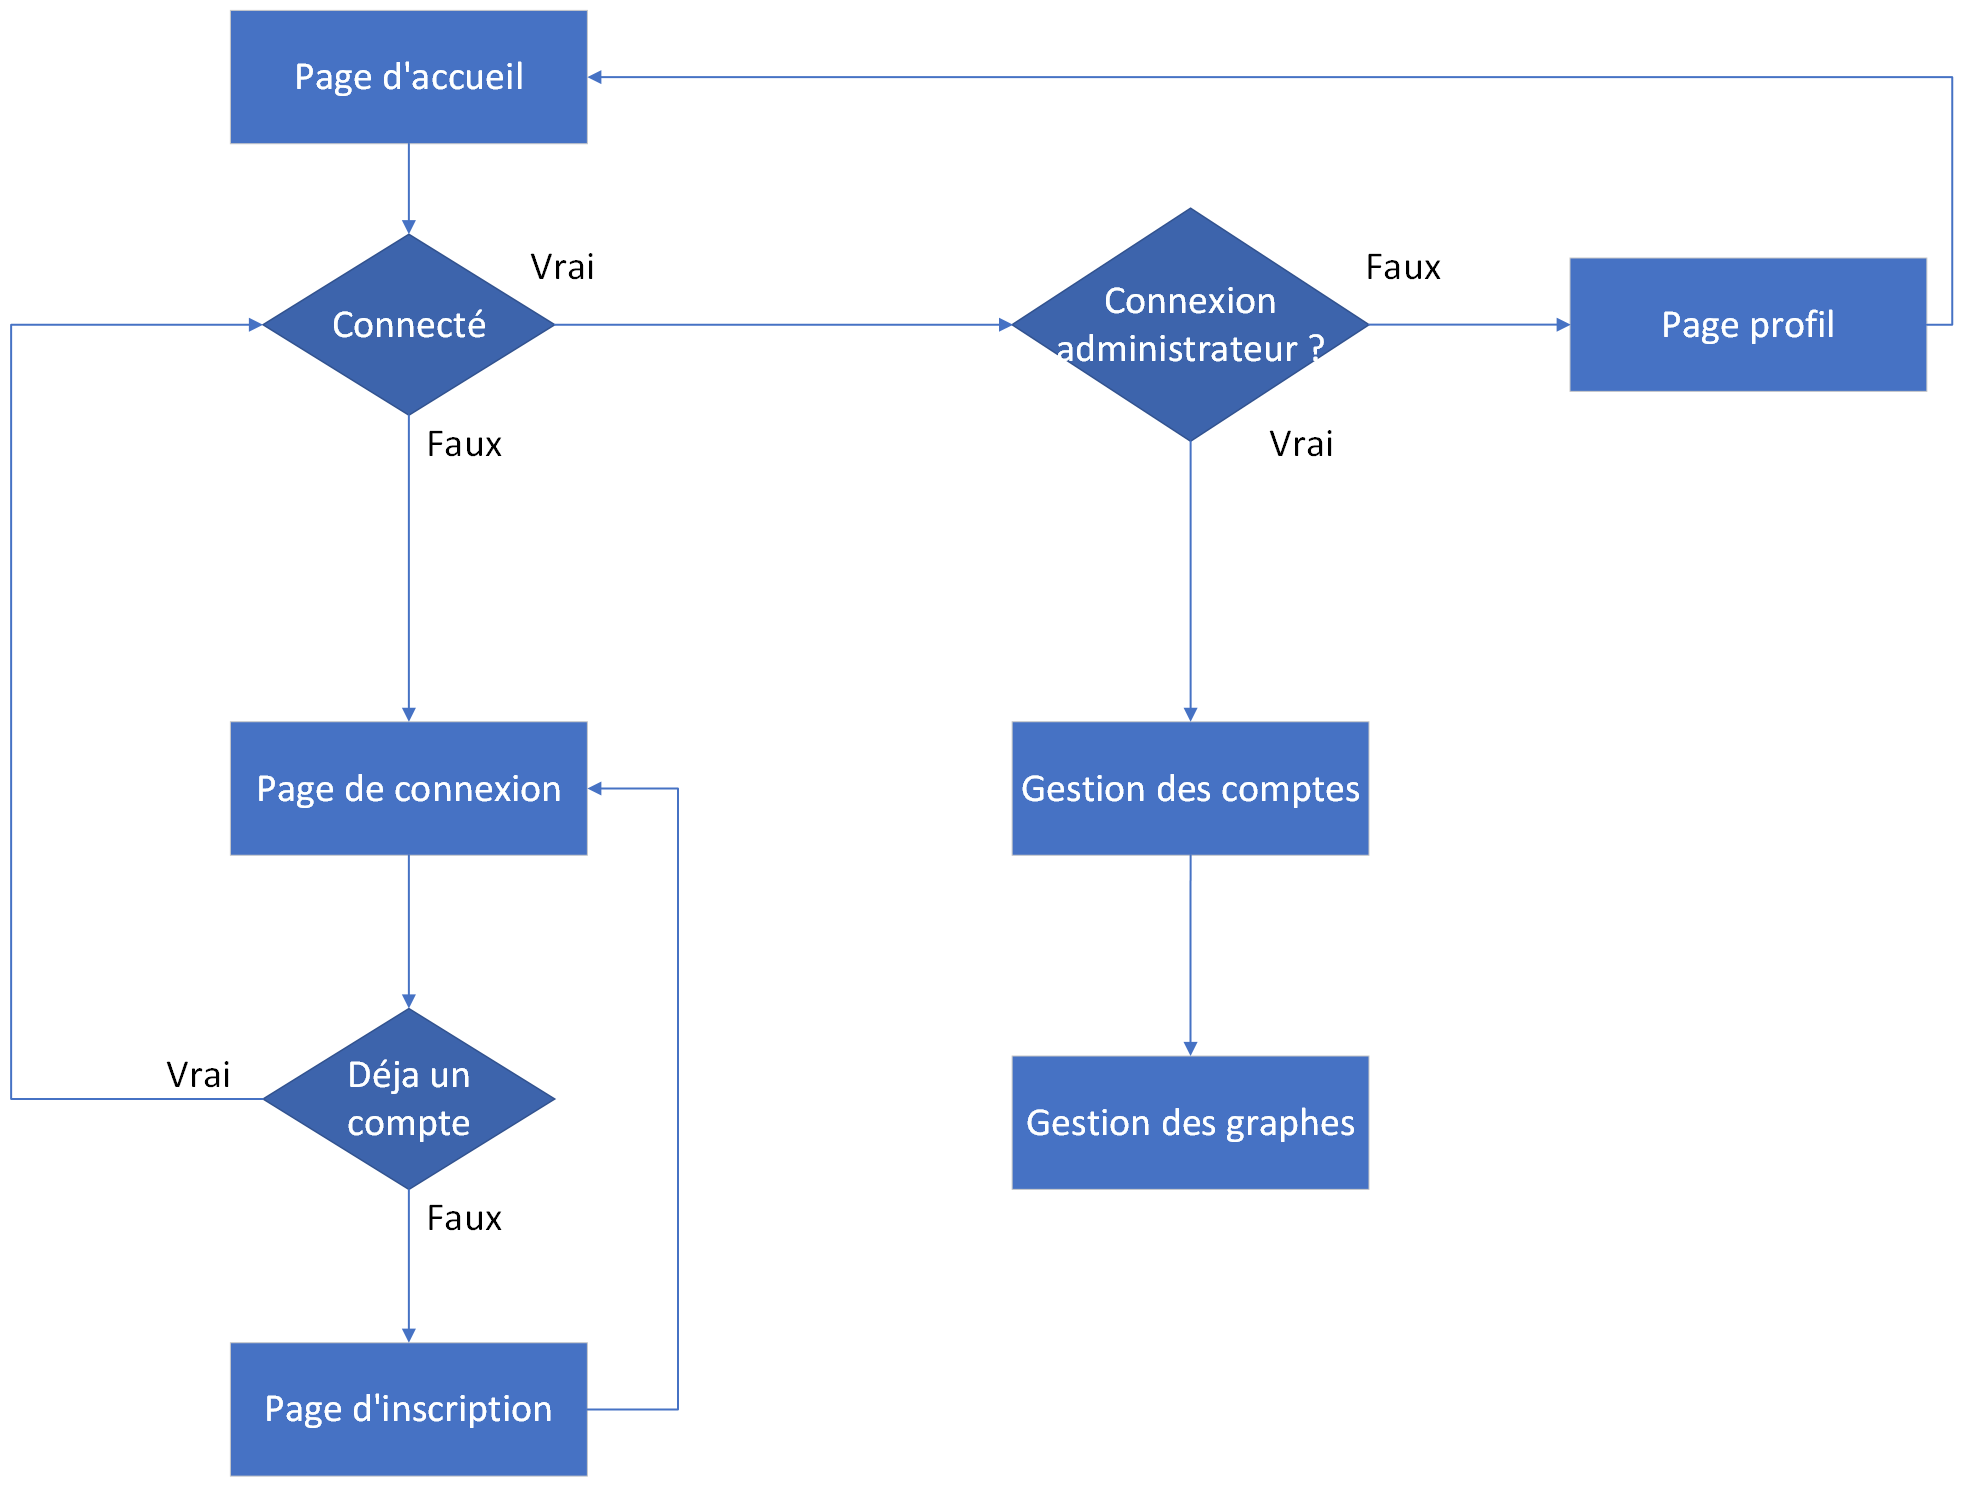 Page d'accueil
Vrai
Faux
Connecté
Connexion
administrateur ?
Page profil
Faux
Vrai
Page de connexion
Gestion des comptes
Vrai
Déja un
compte
Gestion des graphes
Faux
Page d'inscription